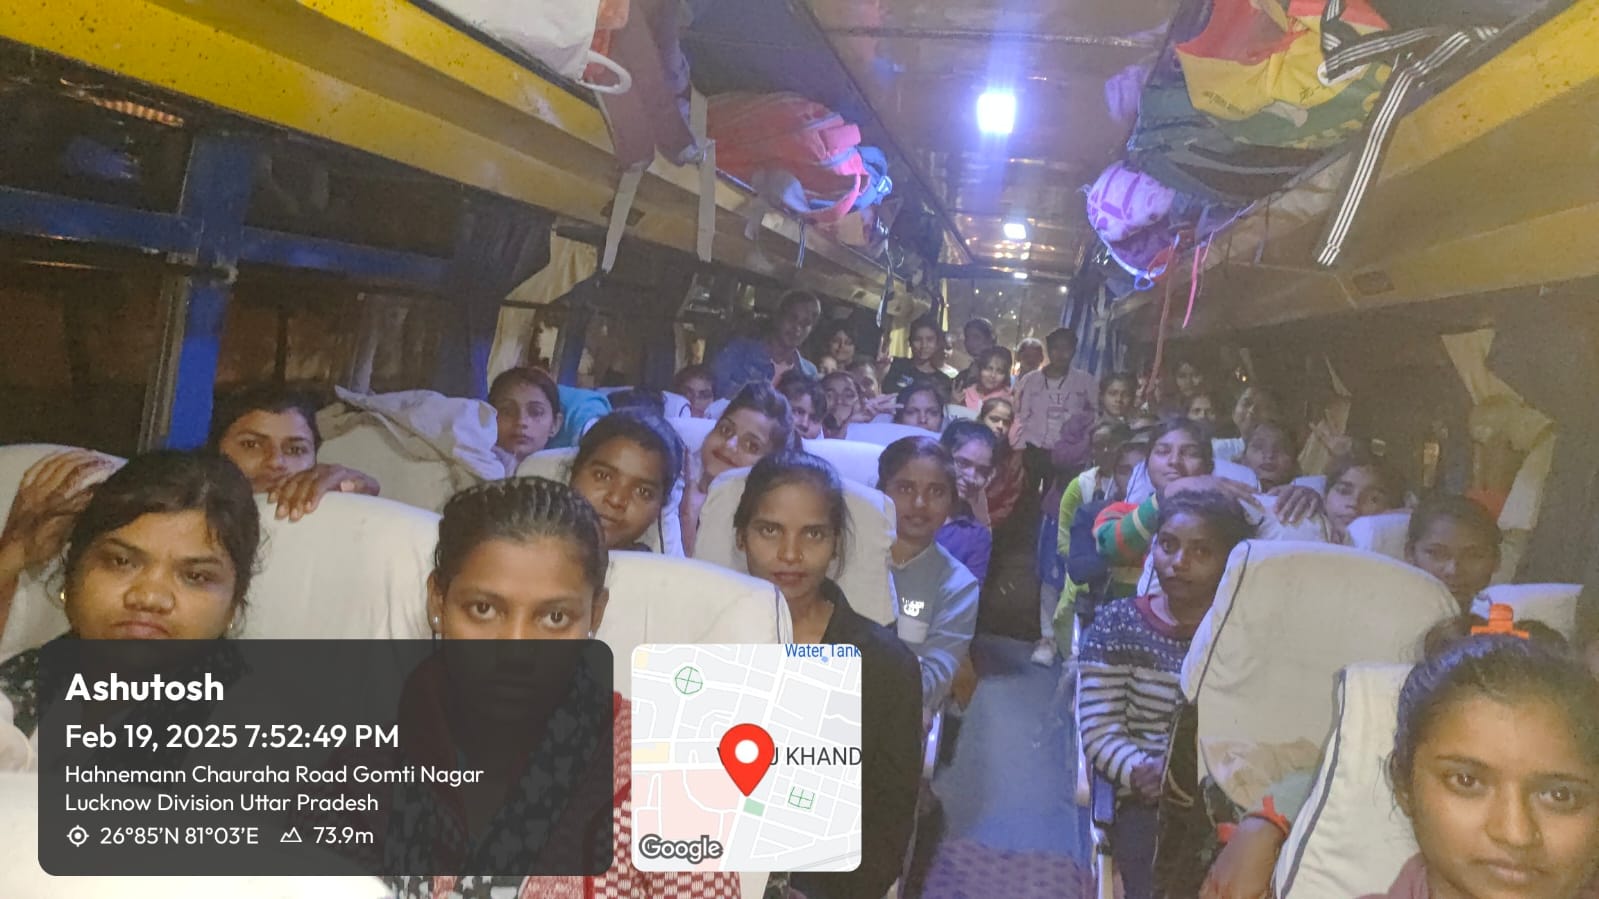 Ashutosh
Feb 19, 2025 7:52:49 PM
Hahnemann Chauraha Road Gomti Nagar
Lucknow Division Uttar Pradesh
26°85'N 81°03'E 73.9m
Water Tank
KHAND
Google